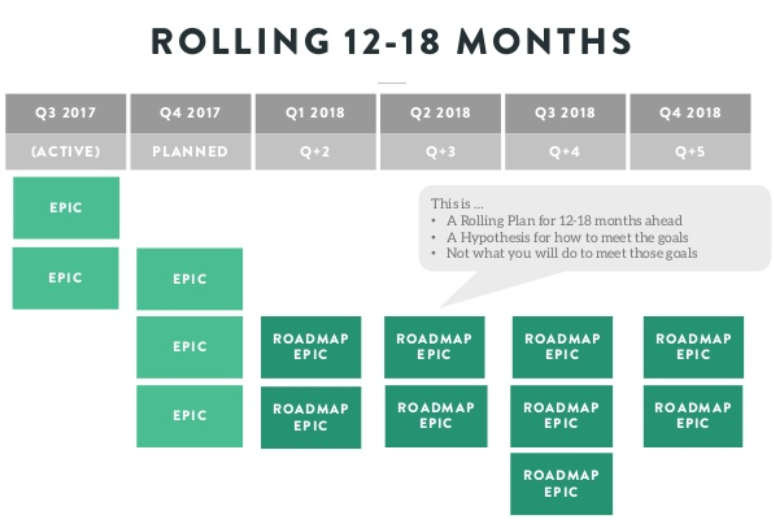 ROLLING 12-18 MONTHS
Q3 2017 Q4 2017 Q1 2018 Q2 2018 Q3 2018 Q4 2018
(ACTIVE) PLANNED Q+2 Q+3 Q+4 Q+5
EPIC
This is ...
• A Rolling Plan for 12-18 months ahead
• A Hypothesis for how to meet the goals
• Not what you will do to meet those goals
EPIC EPIC
EPIC ROADMAP EPIC ROADMAP EPIC ROADMAP EPIC ROADMAP EPIC
EPIC ROADMAP EPIC ROADMAP EPIC ROADMAP EPIC ROADMAP EPIC
ROADMAP
EPIC